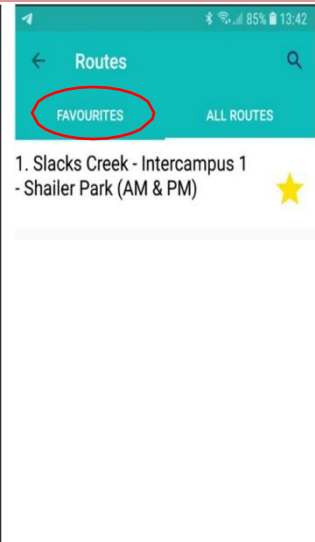 85% 13:42
Routes
FAVOURITES
ALL ROUTES
1. Slacks Creek - Intercampus 1
- Shailer Park (AM & PM)